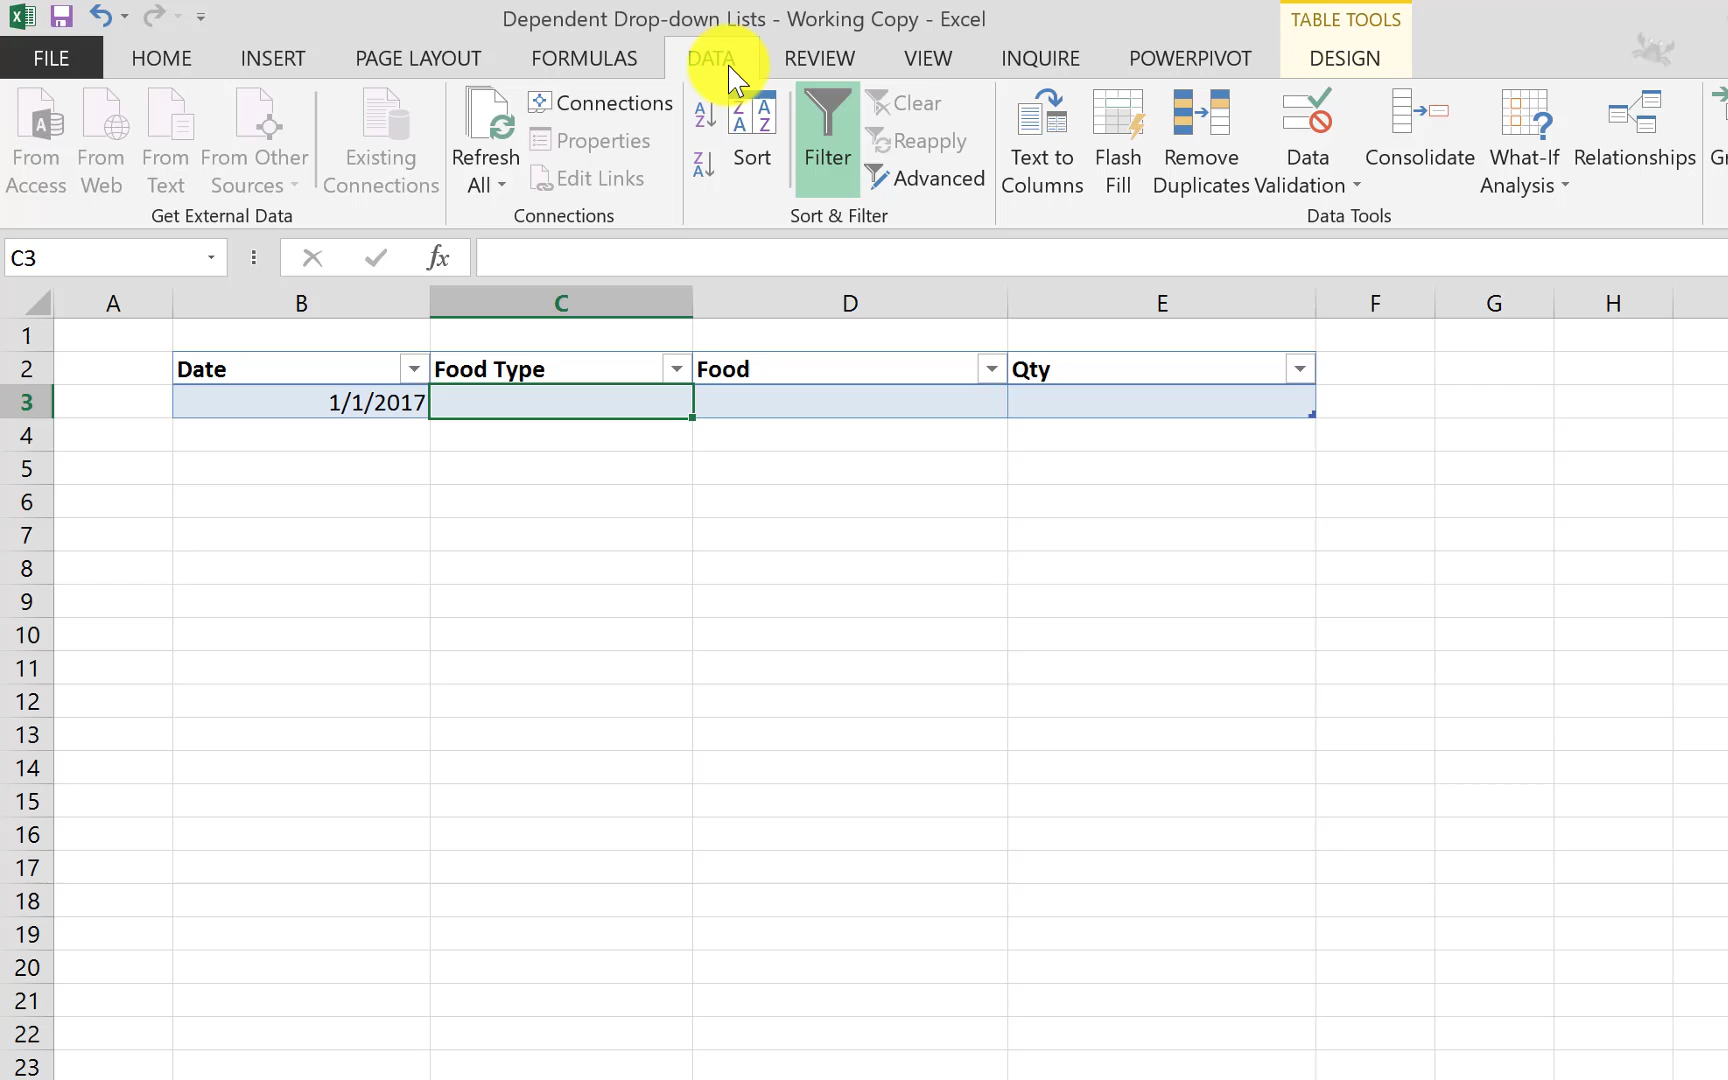 Dependent Drop-down Lists - Working Copy - Excel
TABLE TOOLS
FILE HOME INSERT PAGE LAYOUT FORMULAS DATA REVIEW VIEW INQUIRE POWERPIVOT DESIGN
From Access
From Web
From Text
From Other Sources
Existing Connections
Get External Data
Refresh All
Connections
Properties
Edit Links
Connections
Sort
Filter
Clear
Reapply
Advanced
Sort & Filter
Text to Columns
Flash Fill
Remove Duplicates
Data Validation
Consolidate
What-If Analysis
Relationships
Data Tools
C3
fx
A B C D E F G H
1
2 Date Food Type Food Qty
3 1/1/2017
4
5
6
7
8
9
10
11
12
13
14
15
16
17
18
19
20
21
22
23